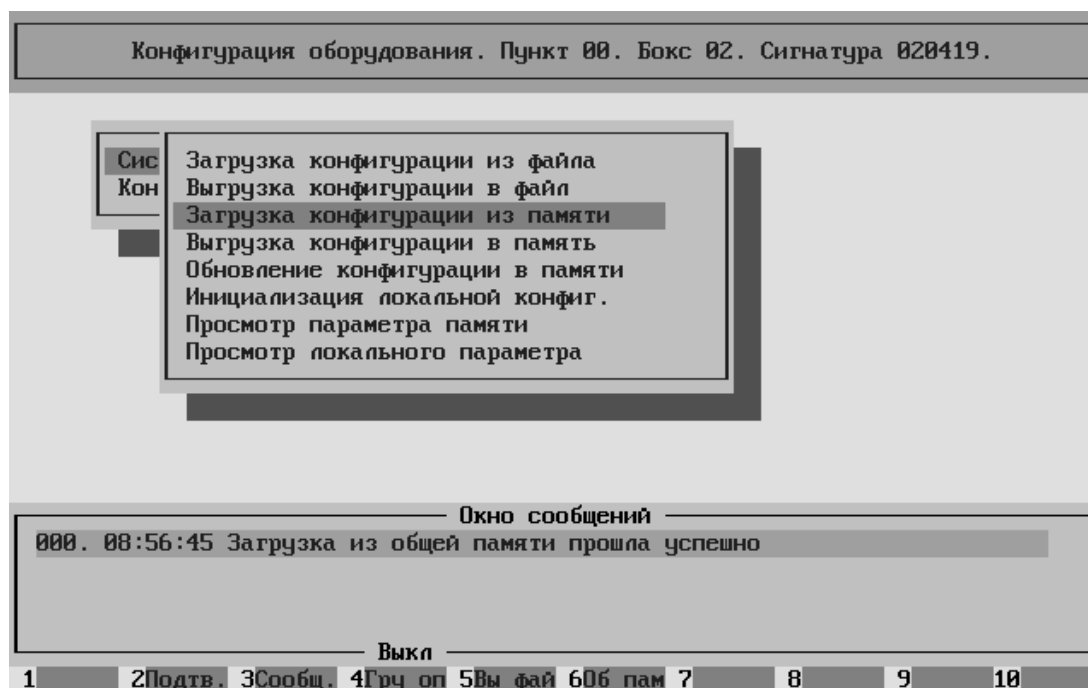 Конфигурация оборудования. Пункт 00. Бокс 02. Сигнатура 020419.
Сис
Кон
Загрузка конфигурации из файла
Выгрузка конфигурации в файл
Загрузка конфигурации из памяти
Выгрузка конфигурации в память
Обновление конфигурации в памяти
Инициализация локальной конфиг.
Просмотр параметра памяти
Просмотр локального параметра
Окно сообщений
000. 08:56:45 Загрузка из общей памяти прошла успешно
Выкл
1 2Подтв. 3Сообщ. 4Гру оп 5Вы фай 6Об пам 7 8 9 10